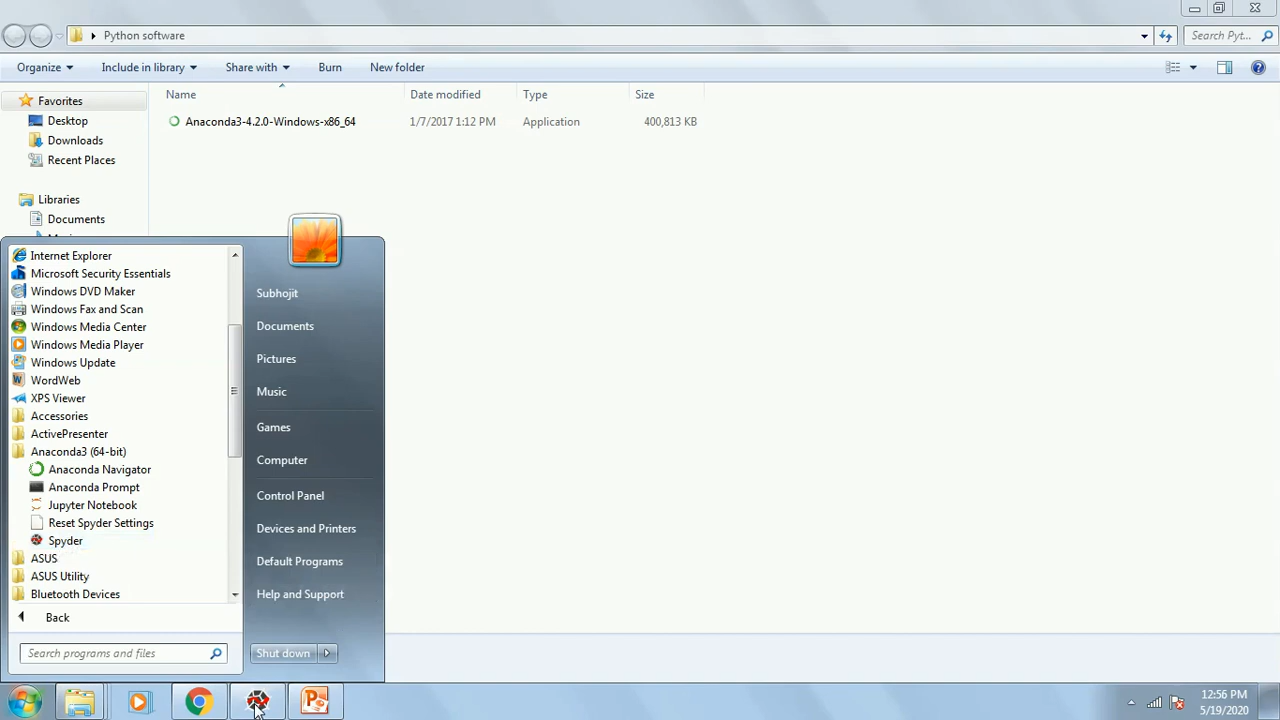 Python software
Search Pyt...
Organize
Include in library
Share with
Burn
New folder
Name
Date modified
Type
Size
Favorites
Anaconda3-4.2.0-Windows-x86_64
1/7/2017 1:12 PM
Application
400,813 KB
Desktop
Downloads
Recent Places
Libraries
Documents
Internet Explorer
Microsoft Security Essentials
Windows DVD Maker
Windows Fax and Scan
Windows Media Center
Windows Media Player
Windows Update
WordWeb
XPS Viewer
Accessories
ActivePresenter
Anaconda3 (64-bit)
Anaconda Navigator
Anaconda Prompt
Jupyter Notebook
Reset Spyder Settings
Spyder
ASUS
ASUS Utility
Bluetooth Devices
Back
Search programs and files
Subhojit
Documents
Pictures
Music
Games
Computer
Control Panel
Devices and Printers
Default Programs
Help and Support
Shut down
12:56 PM
5/19/2020